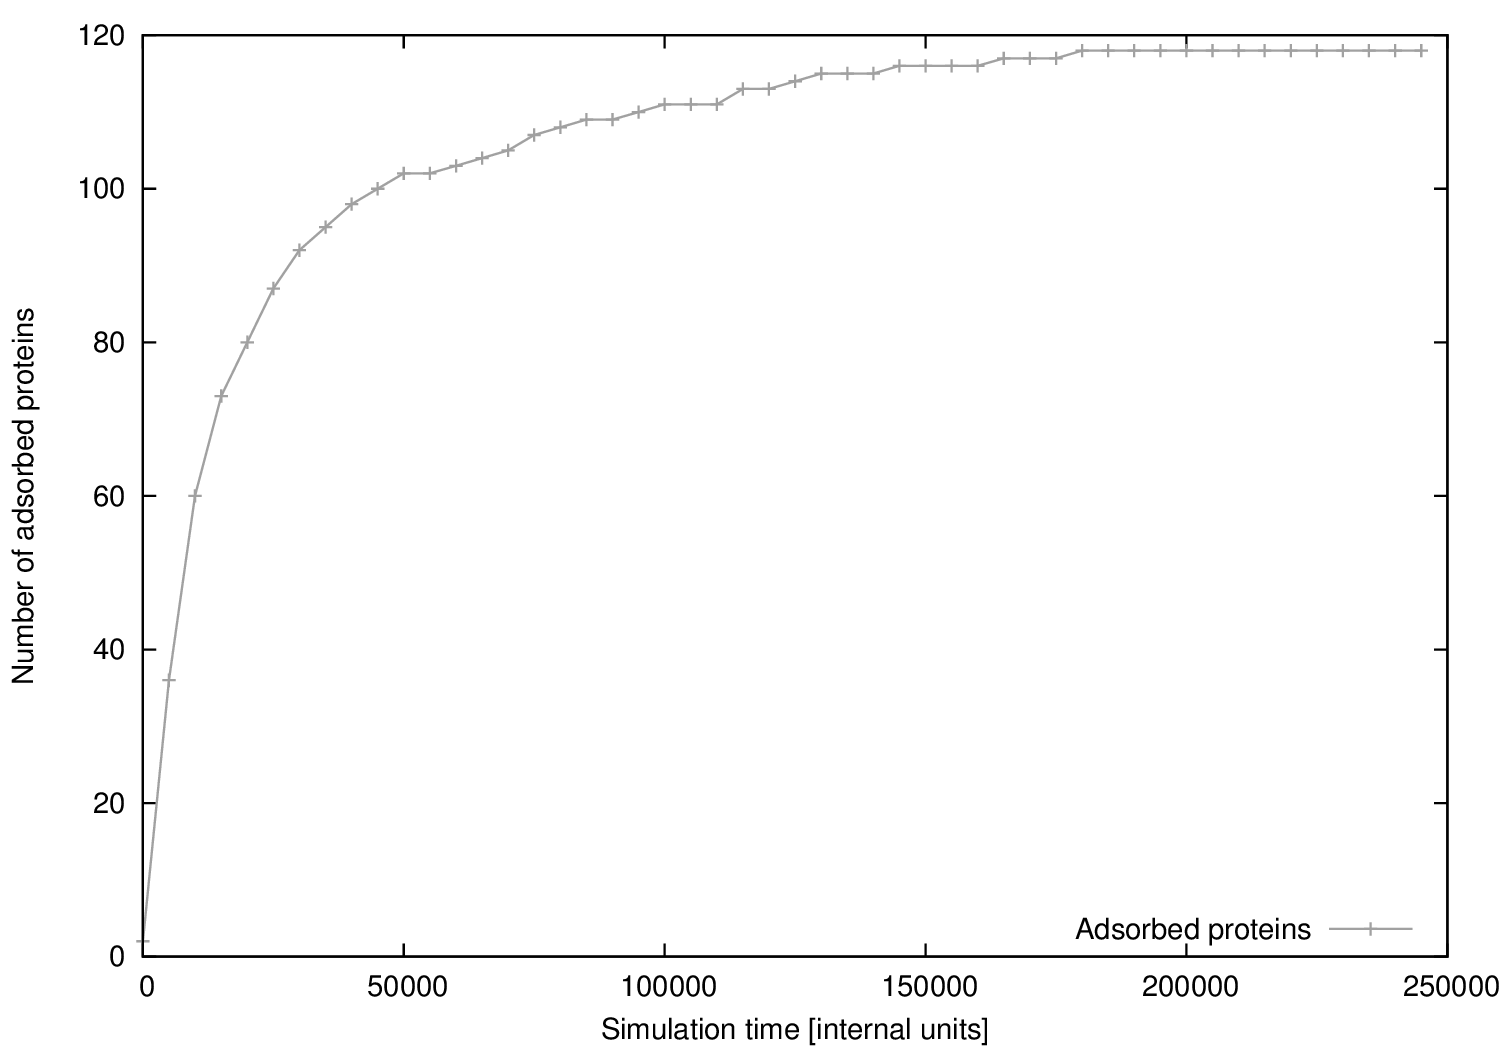 120
100
80
60
40
20
0
Number of adsorbed proteins
Adsorbed proteins
0 50000 100000 150000 200000 250000
Simulation time [internal units]